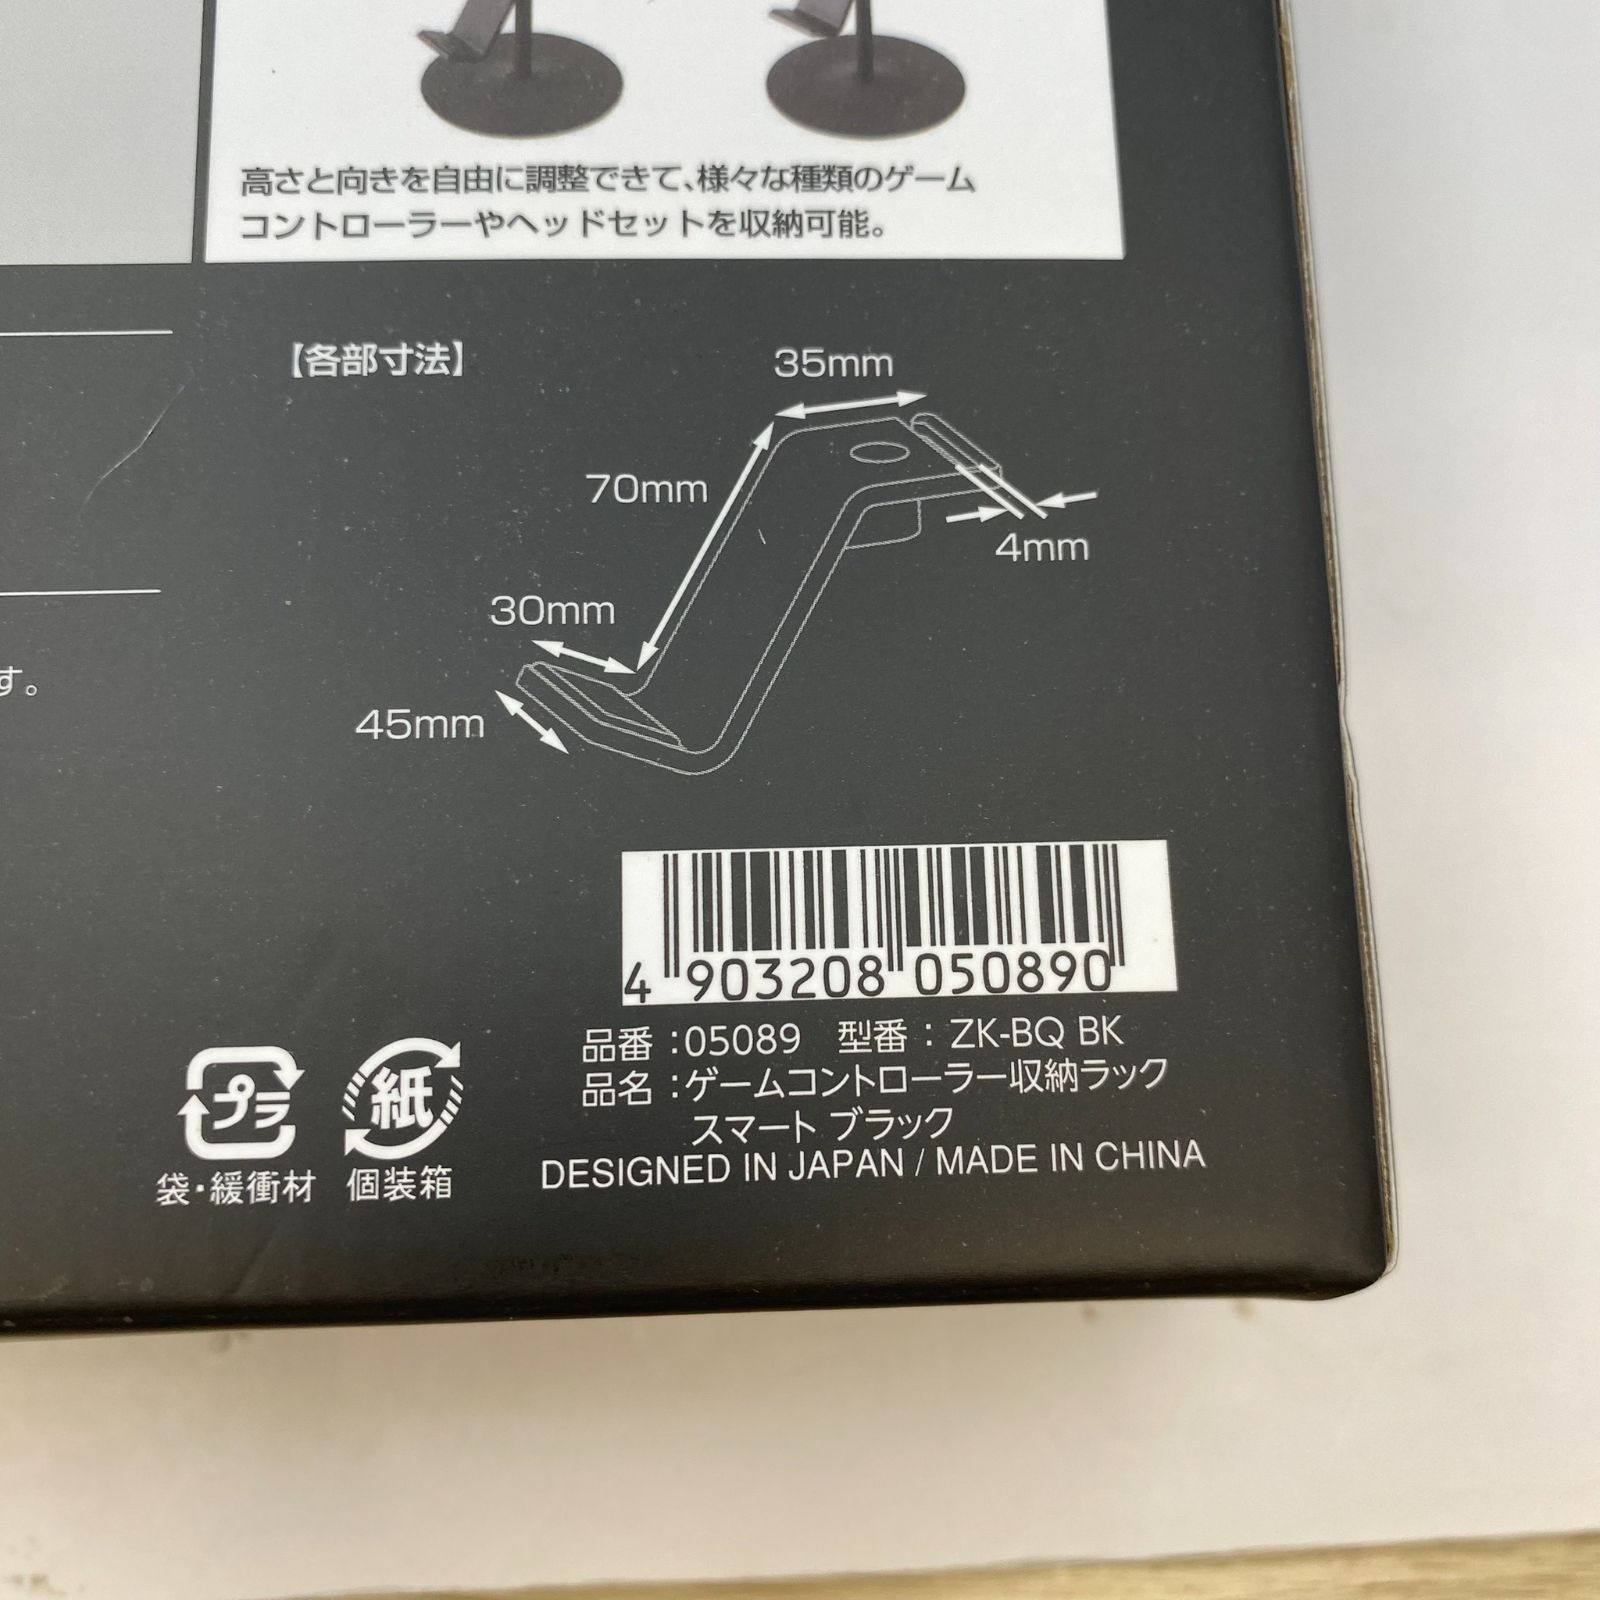 高さと向きを自由に調整できて、様々な種類のゲーム
コントローラーやヘッドセットを収納可能。
【各部寸法】
35mm
70mm
4mm
30mm
45mm
す。
4 903208 050890
品番:05089 型番:ZK-BQ BK
品名:ゲームコントローラー収納ラック
スマート ブラック
DESIGNED IN JAPAN / MADE IN CHINA
プラ
紙
袋・緩衝材
個装箱